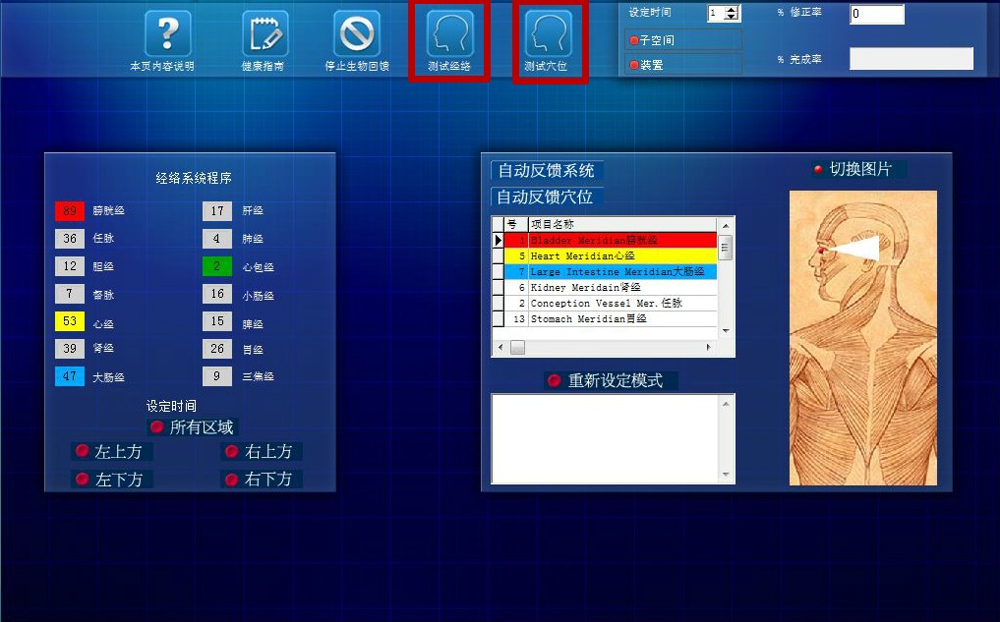 本页内容说明
健康指南
停止生物回馈
测试经络
测试穴位
设定时间 1 % 修正率 0
子空间
装置 % 完成率
经络系统程序
89 膀胱经 17 肝经
36 任脉 4 肺经
12 胆经 2 心包经
7 督脉 16 小肠经
53 心经 15 脾经
39 肾经 26 胃经
47 大肠经 9 三焦经
设定时间
所有区域
左上方 右上方
左下方 右下方
自动反馈系统
自动反馈穴位
号 项目名称
1 Bladder Meridian膀胱经
5 Heart Meridian心经
7 Large Intestine Meridian大肠经
6 Kidney Meridain肾经
2 Conception Vessel Mer.任脉
13 Stomach Meridian胃经
重新设定模式
切换图片